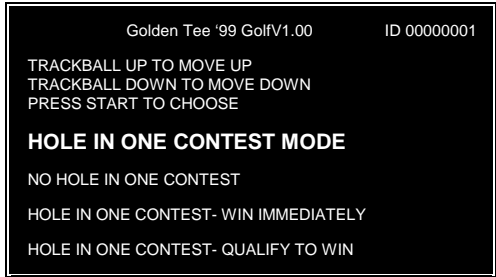 Golden Tee ‘99 GolfV1.00 ID 00000001
TRACKBALL UP TO MOVE UP
TRACKBALL DOWN TO MOVE DOWN
PRESS START TO CHOOSE
HOLE IN ONE CONTEST MODE
NO HOLE IN ONE CONTEST
HOLE IN ONE CONTEST- WIN IMMEDIATELY
HOLE IN ONE CONTEST- QUALIFY TO WIN